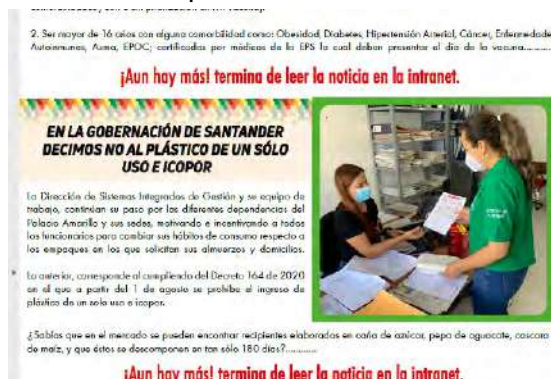 2. Ser mayor de 16 años con alguna comorbilidad como: Obesidad, Diabetes, Hipertensión Arterial, Cáncer, Enfermedades
Autoinmunes, Asma, EPOC; certificadas por médicos de la EPS la cual deben presentar el día de la vacuna...........
¡Aun hay más! termina de leer la noticia en la intranet.
EN LA GOBERNACIÓN DE SANTANDER
DECIMOS NO AL PLÁSTICO DE UN SÓLO
USO E ICOPOR
La Dirección de Sistemas Integrados de Gestión y su equipo de
trabajo, continúan su paso por las diferentes dependencias del
Palacio Amarillo y sus sedes, motivando e incentivando a todos
los funcionarios para cambiar sus hábitos de consumo respecto a
los empaques en los que solicitan sus almuerzos y domicilios.
Lo anterior, corresponde al cumpliendo del Decreto 164 de 2020
en el que a partir del 1 de agosto se prohíbe el ingreso de
plástico de un solo uso e icopor.
¿Sabías que en el mercado se pueden encontrar recipientes elaborados en caña de azúcar, pepa de aguacate, cascara
de maíz, y que éstos se descomponen en tan sólo 180 días?...........
¡Aun hay más! termina de leer la noticia en la intranet.